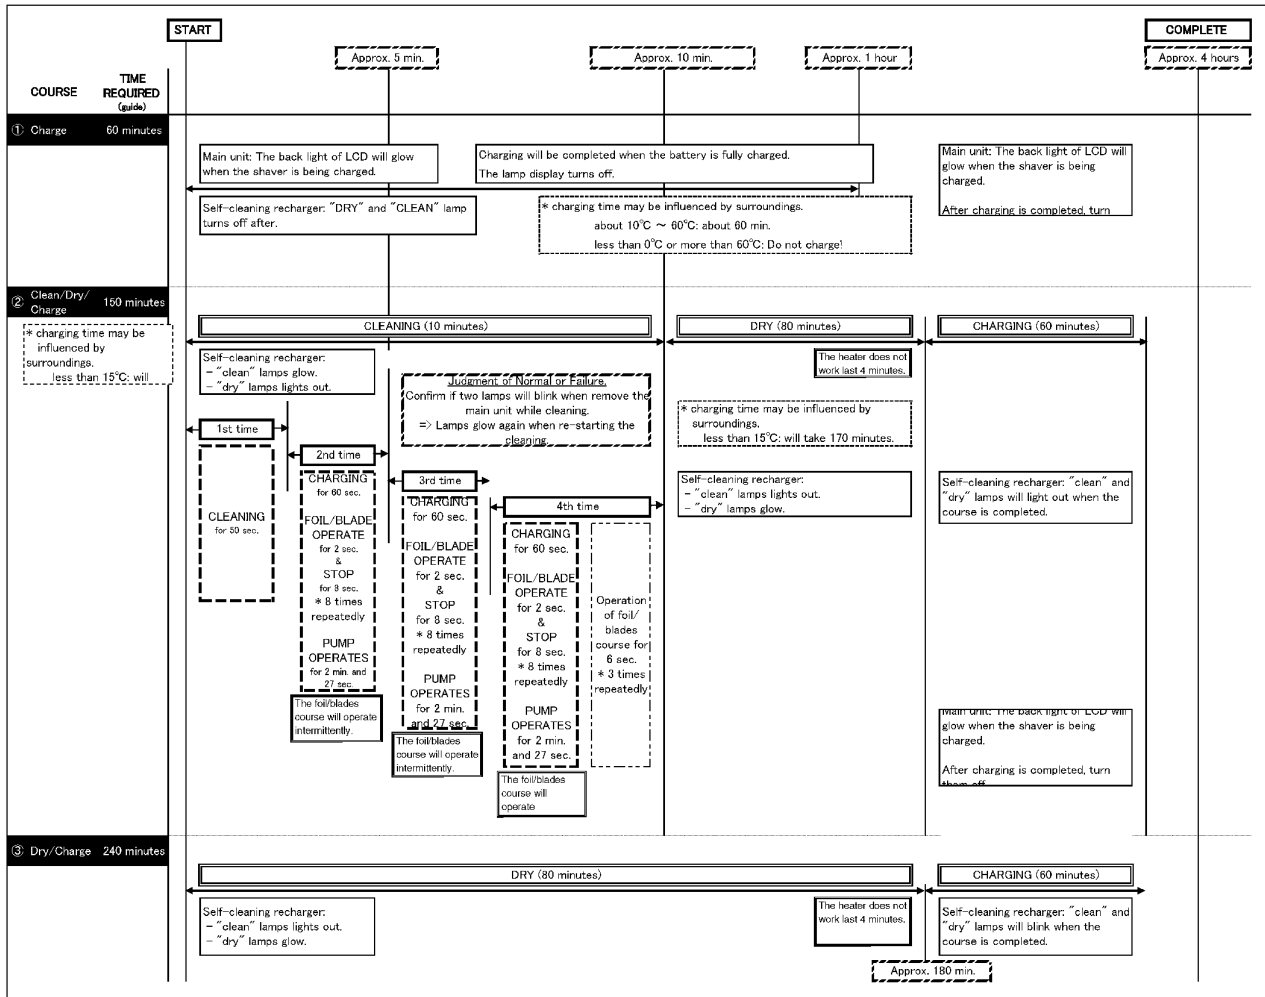 START
COMPLETE
Approx. 5 min.
Approx. 10 min.
Approx. 1 hour
Approx. 4 hours
COURSE
TIME
REQUIRED
(guide)
① Charge 60 minutes
Main unit: The back light of LCD will glow
when the shaver is being charged.
Charging will be completed when the battery is fully charged.
The lamp display turns off.
Main unit: The back light of LCD will
glow when the shaver is being
charged.
After charging is completed, turn
Self-cleaning recharger: "DRY" and "CLEAN" lamp
turns off after.
* charging time may be influenced by surroundings.
about 10℃ ~ 60℃: about 60 min.
less than 0℃ or more than 60℃: Do not charge!
② Clean/Dry/
Charge
150 minutes
* charging time may be
influenced by
surroundings.
less than 15℃: will
CLEANING (10 minutes)
DRY (80 minutes)
CHARGING (60 minutes)
Self-cleaning recharger:
- "clean" lamps glow.
- "dry" lamps lights out.
The heater does not
work last 4 minutes.
Judgment of Normal or Failure.
Confirm if two lamps will blink when remove the
main unit while cleaning.
=> Lamps glow again when re-starting the
cleaning.
* charging time may be influenced by
surroundings.
less than 15℃: will take 170 minutes.
1st time
2nd time
3rd time
4th time
CLEANING
for 50 sec.
CHARGING
for 60 sec.
FOIL/BLADE
OPERATE
for 2 sec.
&
STOP
for 8 sec.
* 8 times
repeatedly
PUMP
OPERATES
for 2 min. and
27 sec.
The foil/blades
course will operate
intermittently.
CHARGING
for 60 sec.
FOIL/BLADE
OPERATE
for 2 sec.
&
STOP
for 8 sec.
* 8 times
repeatedly
PUMP
OPERATES
for 2 min.
and 27 sec.
The foil/blades
course will operate
intermittently.
CHARGING
for 60 sec.
FOIL/BLADE
OPERATE
for 2 sec.
&
STOP
for 8 sec.
* 8 times
repeatedly
PUMP
OPERATES
for 2 min.
and 27 sec.
The foil/blades
course will
operate
Operation
of foil/
blades
course for
6 sec.
* 3 times
repeatedly
Self-cleaning recharger:
- "clean" lamps lights out.
- "dry" lamps glow.
Self-cleaning recharger: "clean" and
"dry" lamps will light out when the
course is completed.
Main unit: The back light of LCD will
glow when the shaver is being
charged.
After charging is completed, turn
them off.
③ Dry/Charge 240 minutes
DRY (80 minutes)
CHARGING (60 minutes)
Self-cleaning recharger:
- "clean" lamps lights out.
- "dry" lamps glow.
The heater does not
work last 4 minutes.
Self-cleaning recharger: "clean" and
"dry" lamps will blink when the
course is completed.
Approx. 180 min.